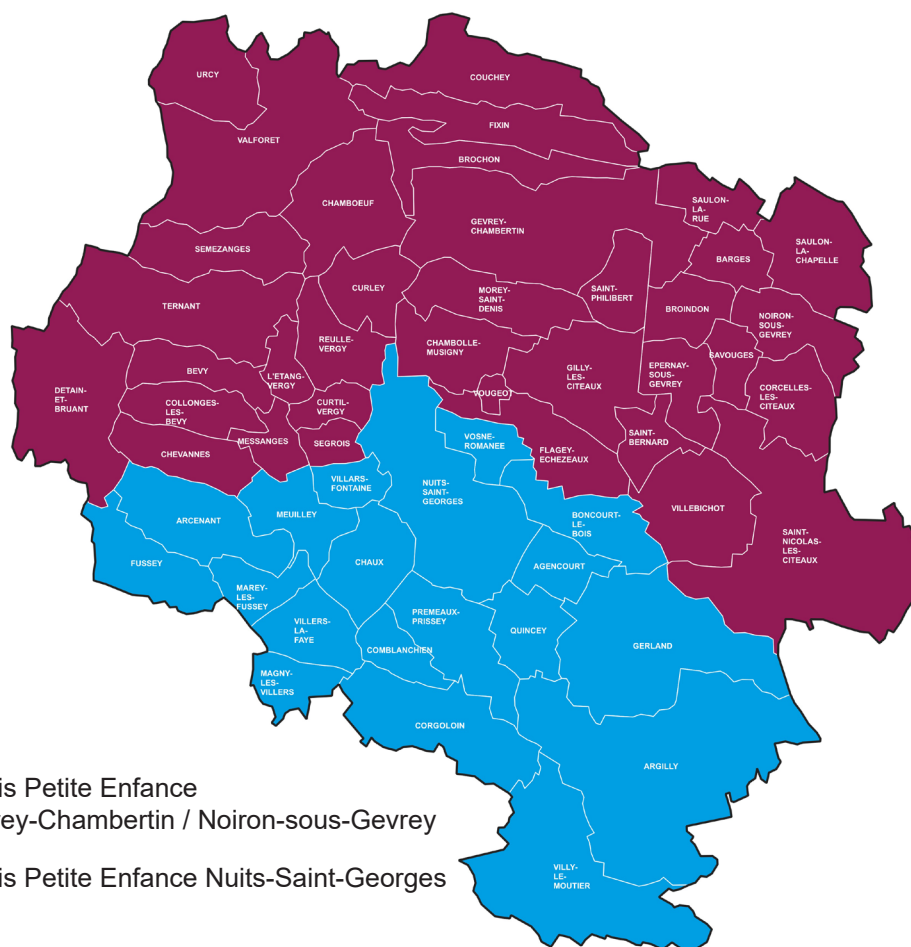 URCY
COUCHEY
FIXIN
VALFORET
BROCHON
CHAMBOEUF
SAULON-
LA-
RUE
GEVREY-
CHAMBERTIN
SEMEZANGES
SAULON-
LA-
CHAPELLE
BARGES
CURLEY
MOREY-
SAINT-
DENIS
SAINT-
PHILIBERT
TERNANT
BROINDON
NOIRON-
SOUS-
GEVREY
REULLE-
VERGY
CHAMBOLLE-
MUSIGNY
SAVOUGES
GILLY-
LES-
CITEAUX
EPERNAY-
SOUS-
GEVREY
CORCELLES-
LES-
CITEAUX
BEVY
L'ETANG-
VERGY
DETAIN-
ET-
BRUANT
VOUGEOT
COLLONGES-
LES-
BEVY
CURTIL-
VERGY
SAINT-
BERNARD
MESSANGES
SEGROIS
VOSNE-
ROMANEE
FLAGEY-
ECHEZEAUX
CHEVANNES
VILLARS-
FONTAINE
NUITS-
SAINT-
GEORGES
VILLEBICHOT
MEUILLEY
BONCOURT-
LE-
BOIS
ARCENANT
SAINT-
NICOLAS-
LES-
CITEAUX
FUSSEY
CHAUX
AGENCOURT
MAREY-
LES-
FUSSEY
PREMEAUX-
PRISSEY
VILLERS-
LA-
FAYE
QUINCEY
GERLAND
COMBLANCHIEN
MAGNY-
LES-
VILLERS
CORGOLOIN
ARGILLY
VILLY-
LE-
MOUTIER
is Petite Enfance
rey-Chambertin / Noiron-sous-Gevrey
is Petite Enfance Nuits-Saint-Georges